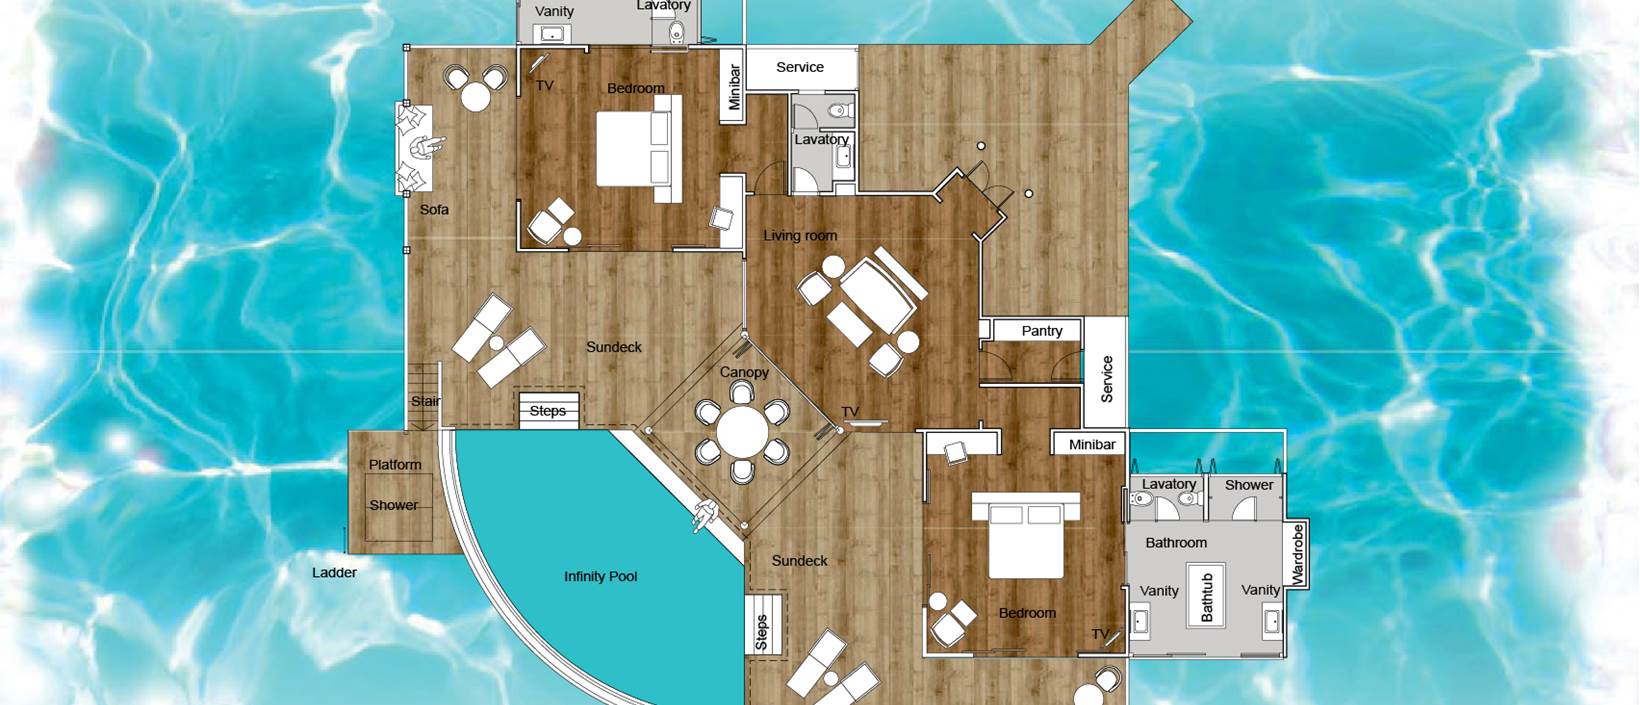 Vanity
Lavatory
TV
Bedroom
Minibar
Service
Lavatory
Sofa
Living room
Sundeck
Canopy
Pantry
Service
Stair
Steps
TV
Minibar
Platform
Shower
Ladder
Infinity Pool
Sundeck
Steps
Bedroom
TV
Lavatory
Shower
Bathroom
Wardrobe
Vanity
Bathtub
Vanity